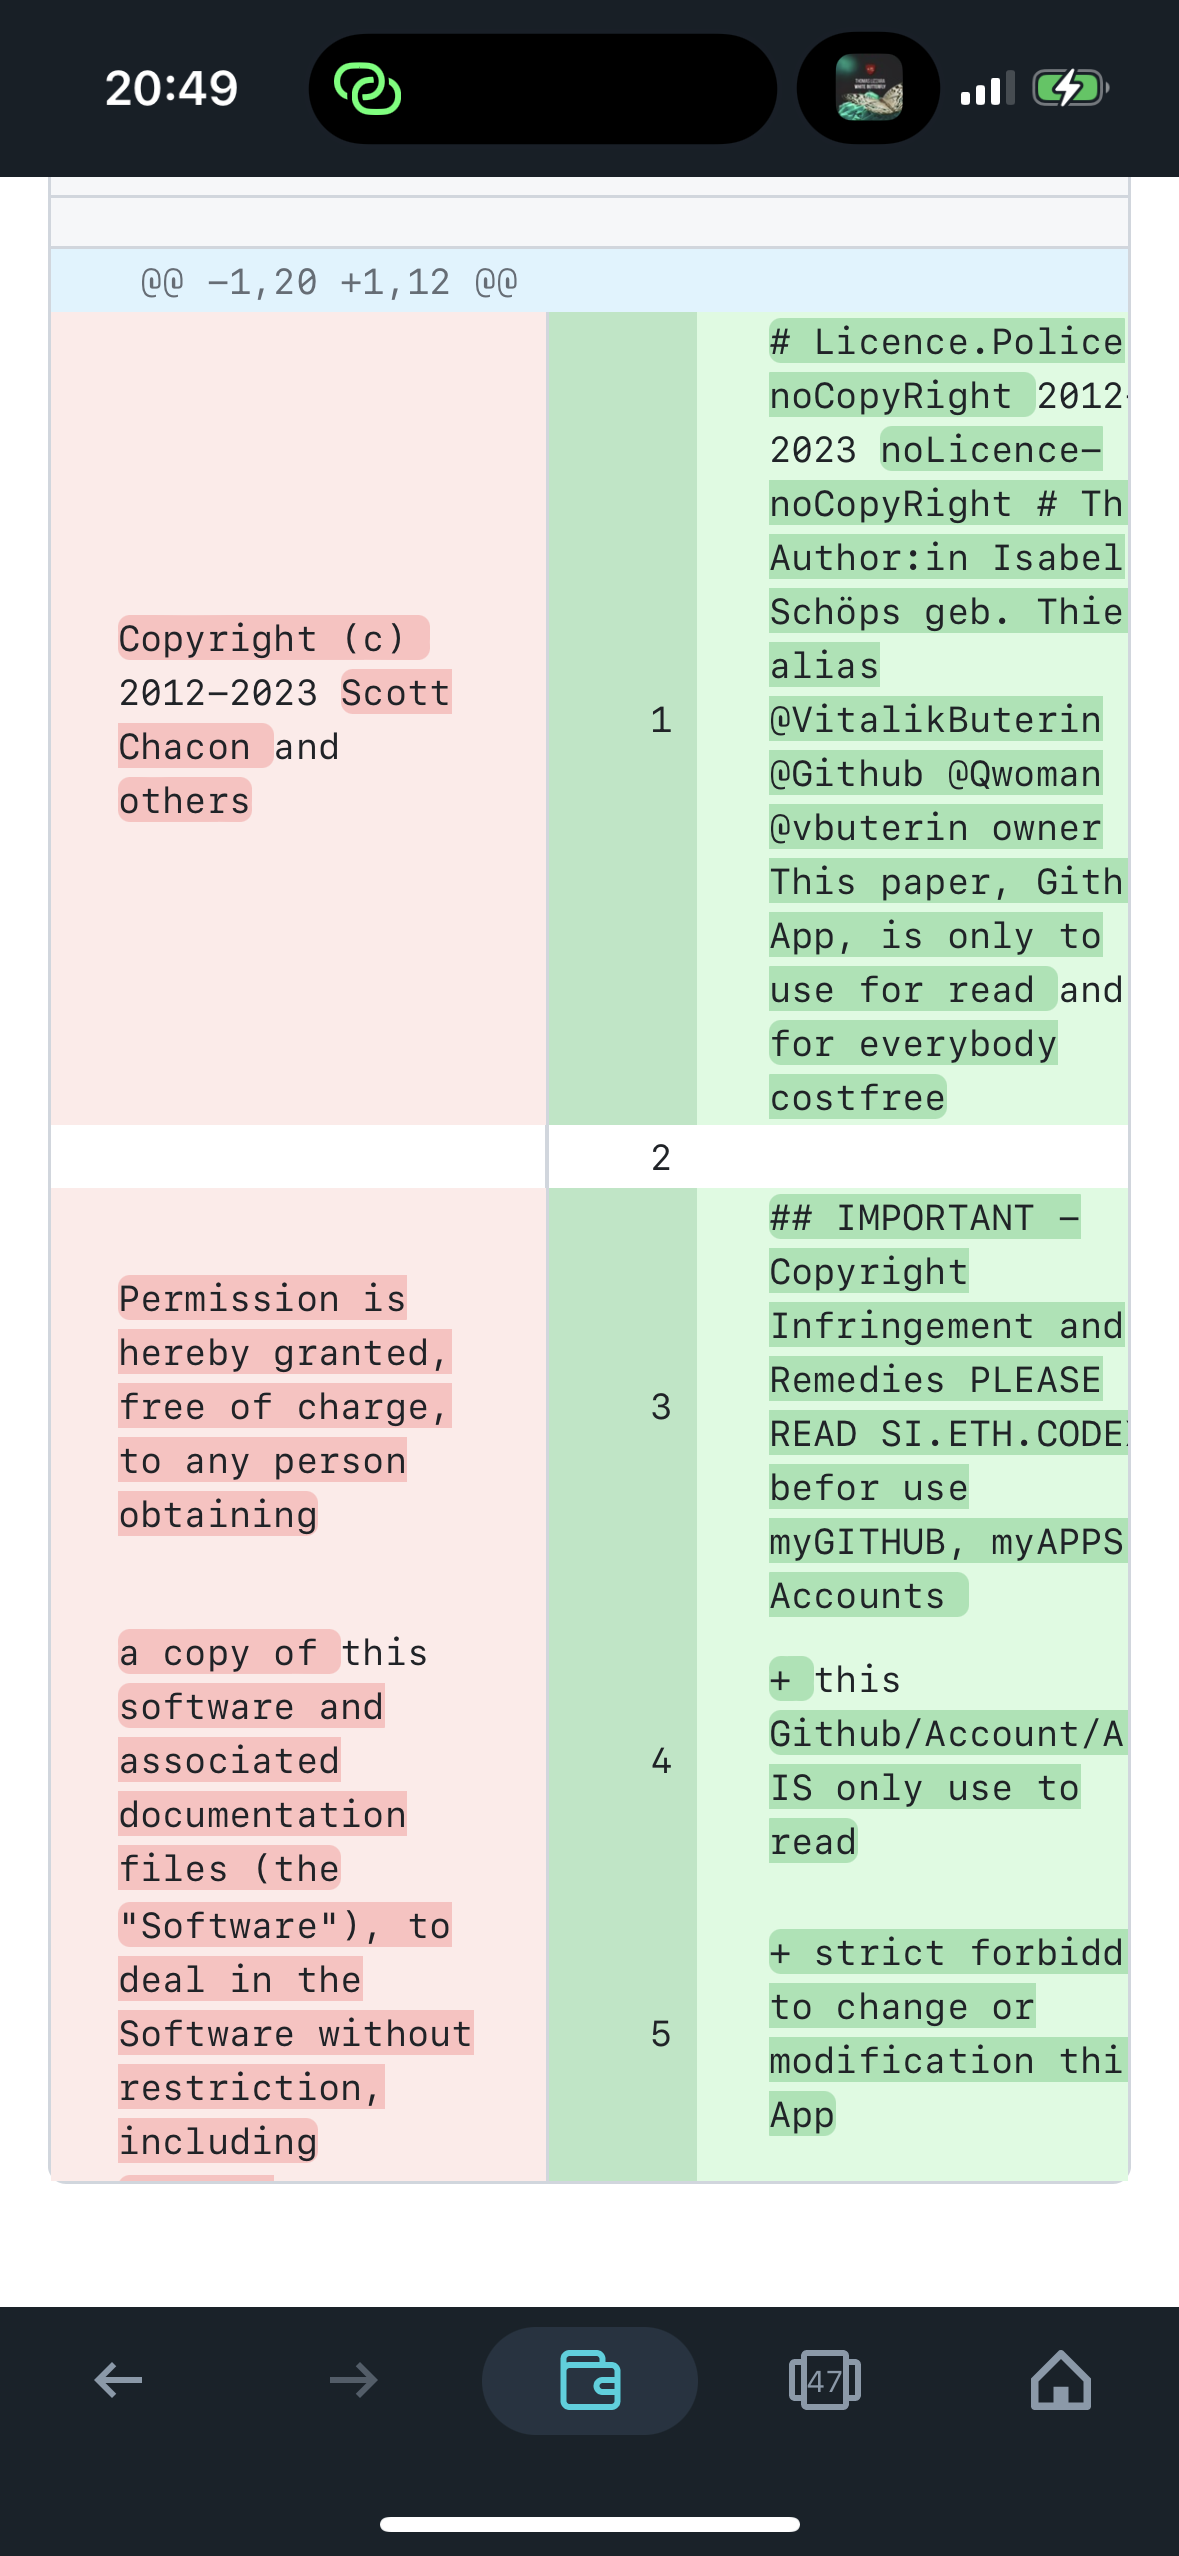 20:49
@@ -1,20 +1,12 @@
Copyright (c)
2012-2023 Scott
Chacon and
others
1
# Licence.Police
noCopyRight 2012-
2023 noLicence-
noCopyRight # Th
Author:in Isabel
Schöps geb. Thie
alias
@VitalikButerin
@Github @Qwoman
@vbuterin owner
This paper, Gith
App, is only to
use for read and
for everybody
costfree
2
Permission is
hereby granted,
free of charge,
to any person
obtaining
3
## IMPORTANT -
Copyright
Infringement and
Remedies PLEASE
READ SI.ETH.CODEX
befor use
myGITHUB, myAPPS
Accounts
a copy of this
software and
associated
documentation
files (the
4
+ this
Github/Account/A
IS only use to
read
"Software"), to
deal in the
Software without
restriction,
including
5
+ strict forbidd
to change or
modification thi
App
47